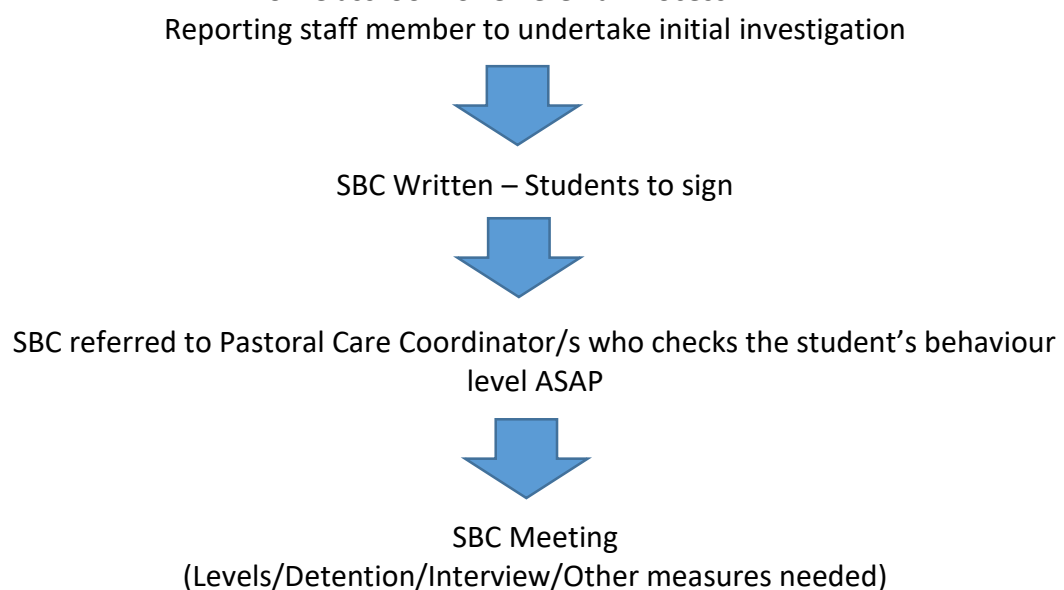 Reporting staff member to undertake initial investigation
SBC Written – Students to sign
SBC referred to Pastoral Care Coordinator/s who checks the student’s behaviour
level ASAP
SBC Meeting
(Levels/Detention/Interview/Other measures needed)